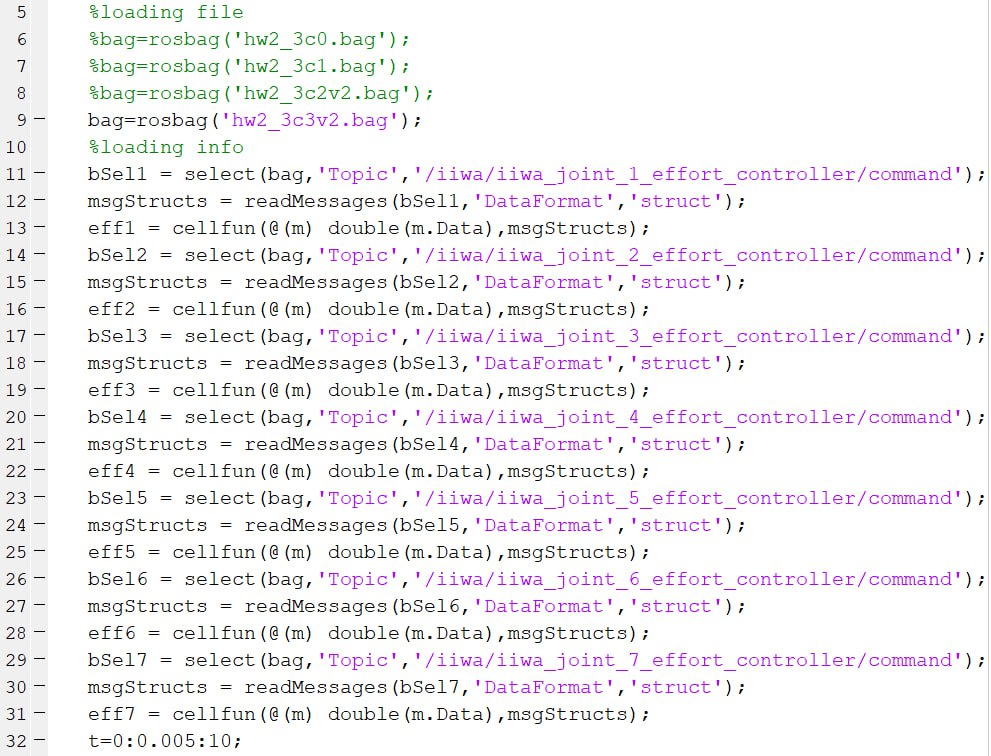 5 %loading file
6 %bag=rosbag('hw2_3c0.bag');
7 %bag=rosbag('hw2_3c1.bag');
8 %bag=rosbag('hw2_3c2v2.bag');
9 – bag=rosbag('hw2_3c3v2.bag');
10 %loading info
11 – bSel1 = select(bag,'Topic','/iiwa/iiwa_joint_1_effort_controller/command');
12 – msgStructs = readMessages(bSel1,'DataFormat','struct');
13 – eff1 = cellfun(@(m) double(m.Data),msgStructs);
14 – bSel2 = select(bag,'Topic','/iiwa/iiwa_joint_2_effort_controller/command');
15 – msgStructs = readMessages(bSel2,'DataFormat','struct');
16 – eff2 = cellfun(@(m) double(m.Data),msgStructs);
17 – bSel3 = select(bag,'Topic','/iiwa/iiwa_joint_3_effort_controller/command');
18 – msgStructs = readMessages(bSel3,'DataFormat','struct');
19 – eff3 = cellfun(@(m) double(m.Data),msgStructs);
20 – bSel4 = select(bag,'Topic','/iiwa/iiwa_joint_4_effort_controller/command');
21 – msgStructs = readMessages(bSel4,'DataFormat','struct');
22 – eff4 = cellfun(@(m) double(m.Data),msgStructs);
23 – bSel5 = select(bag,'Topic','/iiwa/iiwa_joint_5_effort_controller/command');
24 – msgStructs = readMessages(bSel5,'DataFormat','struct');
25 – eff5 = cellfun(@(m) double(m.Data),msgStructs);
26 – bSel6 = select(bag,'Topic','/iiwa/iiwa_joint_6_effort_controller/command');
27 – msgStructs = readMessages(bSel6,'DataFormat','struct');
28 – eff6 = cellfun(@(m) double(m.Data),msgStructs);
29 – bSel7 = select(bag,'Topic','/iiwa/iiwa_joint_7_effort_controller/command');
30 – msgStructs = readMessages(bSel7,'DataFormat','struct');
31 – eff7 = cellfun(@(m) double(m.Data),msgStructs);
32 – t=0:0.005:10;